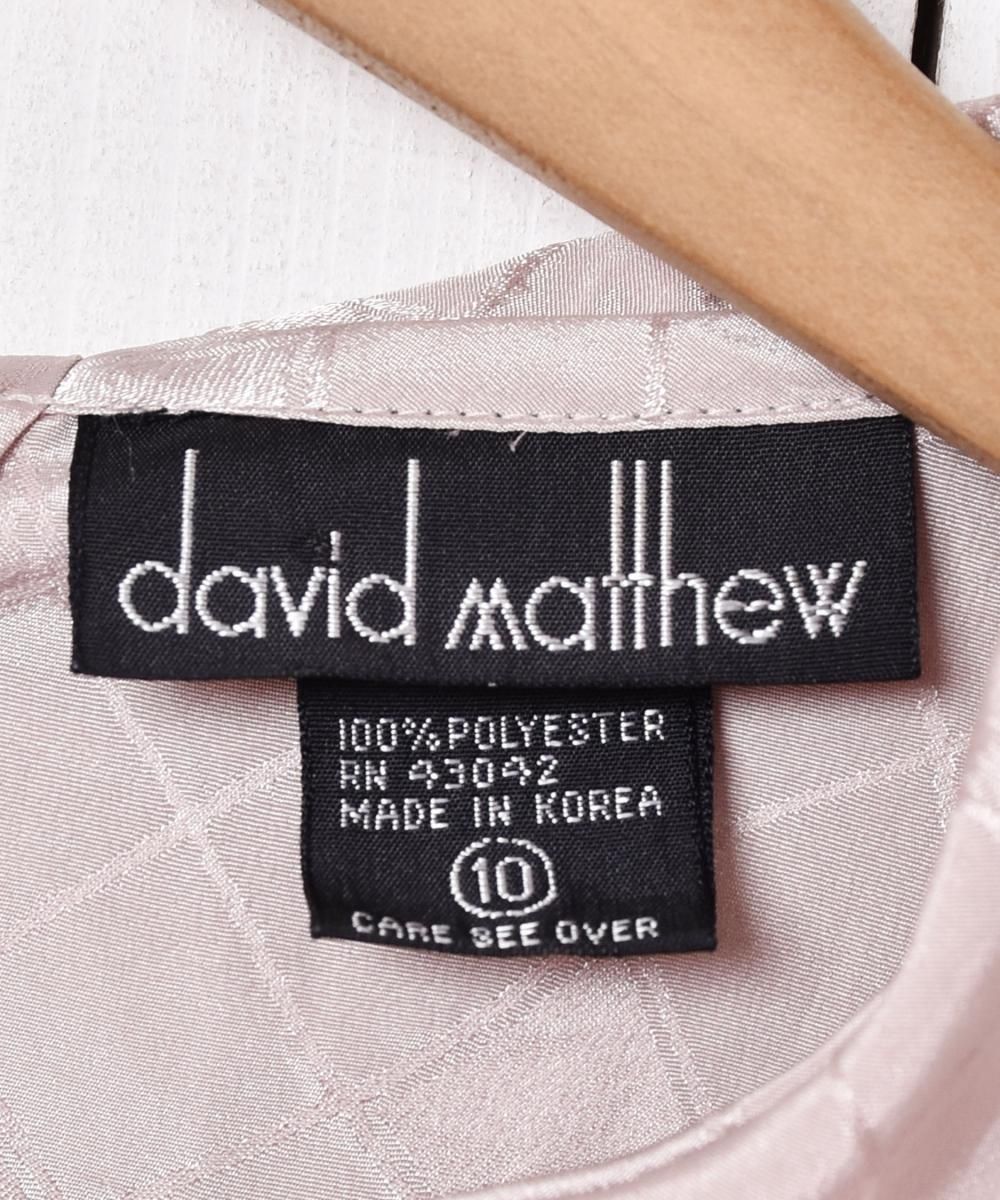 david matthew
100% POLYESTER
RN 43042
MADE IN KOREA
10
CARE SEE OVER